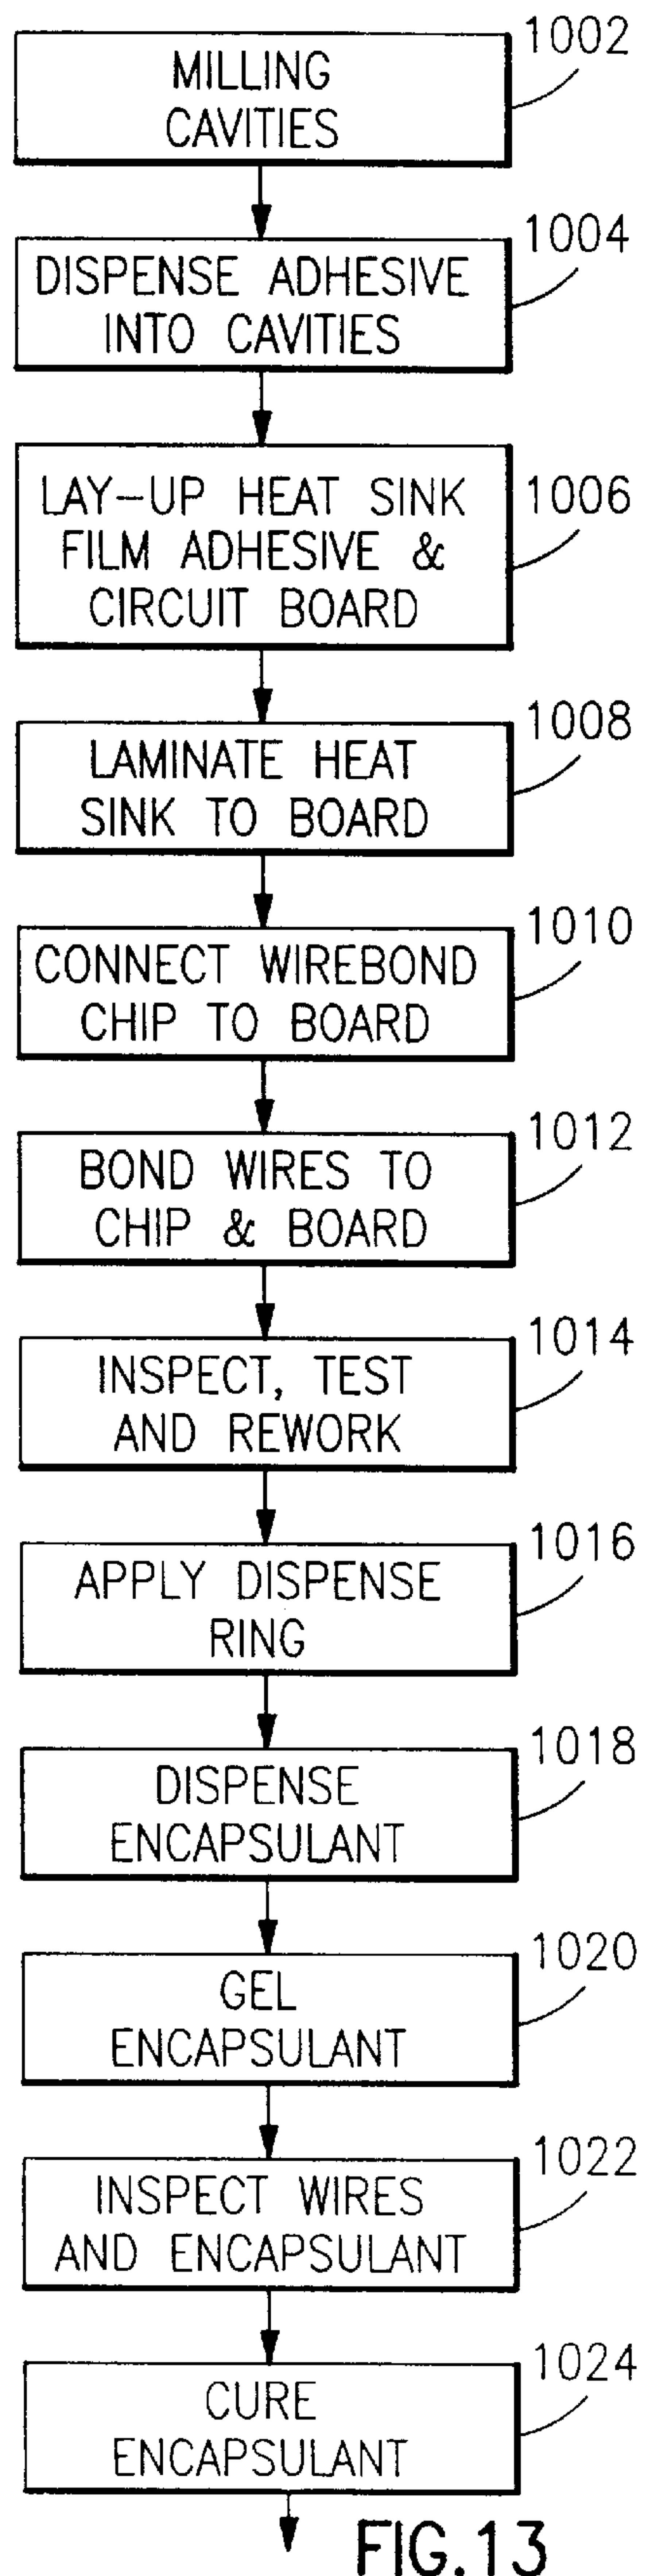 1002
MILLING
CAVITIES
1004
DISPENSE ADHESIVE
INTO CAVITIES
1006
LAY-UP HEAT SINK
FILM ADHESIVE &
CIRCUIT BOARD
1008
LAMINATE HEAT
SINK TO BOARD
1010
CONNECT WIREBOND
CHIP TO BOARD
1012
BOND WIRES TO
CHIP & BOARD
1014
INSPECT, TEST
AND REWORK
1016
APPLY DISPENSE
RING
1018
DISPENSE
ENCAPSULANT
1020
GEL
ENCAPSULANT
1022
INSPECT WIRES
AND ENCAPSULANT
1024
CURE
ENCAPSULANT
FIG.13